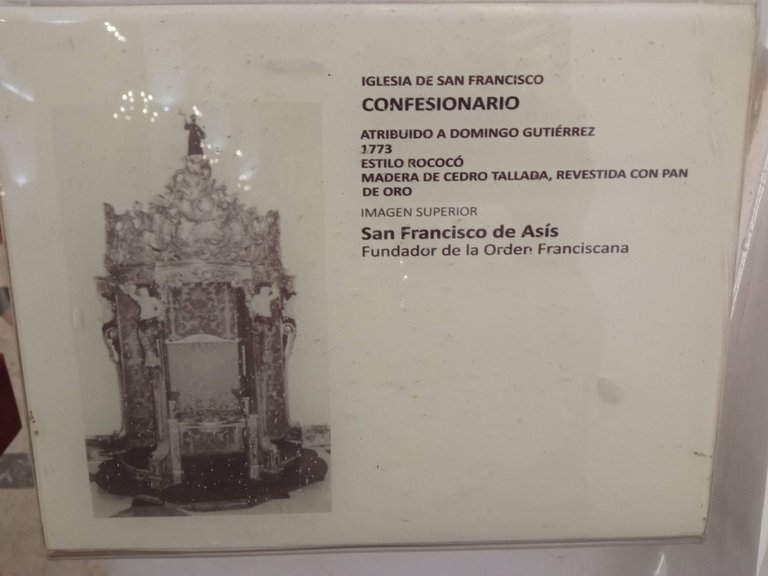 IGLESIA DE SAN FRANCISCO
CONFESIONARIO
ATRIBUIDO A DOMINGO GUTIÉRREZ
1773
ESTILO ROCOCÓ
MADERA DE CEDRO TALLADA, REVESTIDA CON PAN
DE ORO
IMAGEN SUPERIOR
San Francisco de Asís
Fundador de la Orden Franciscana